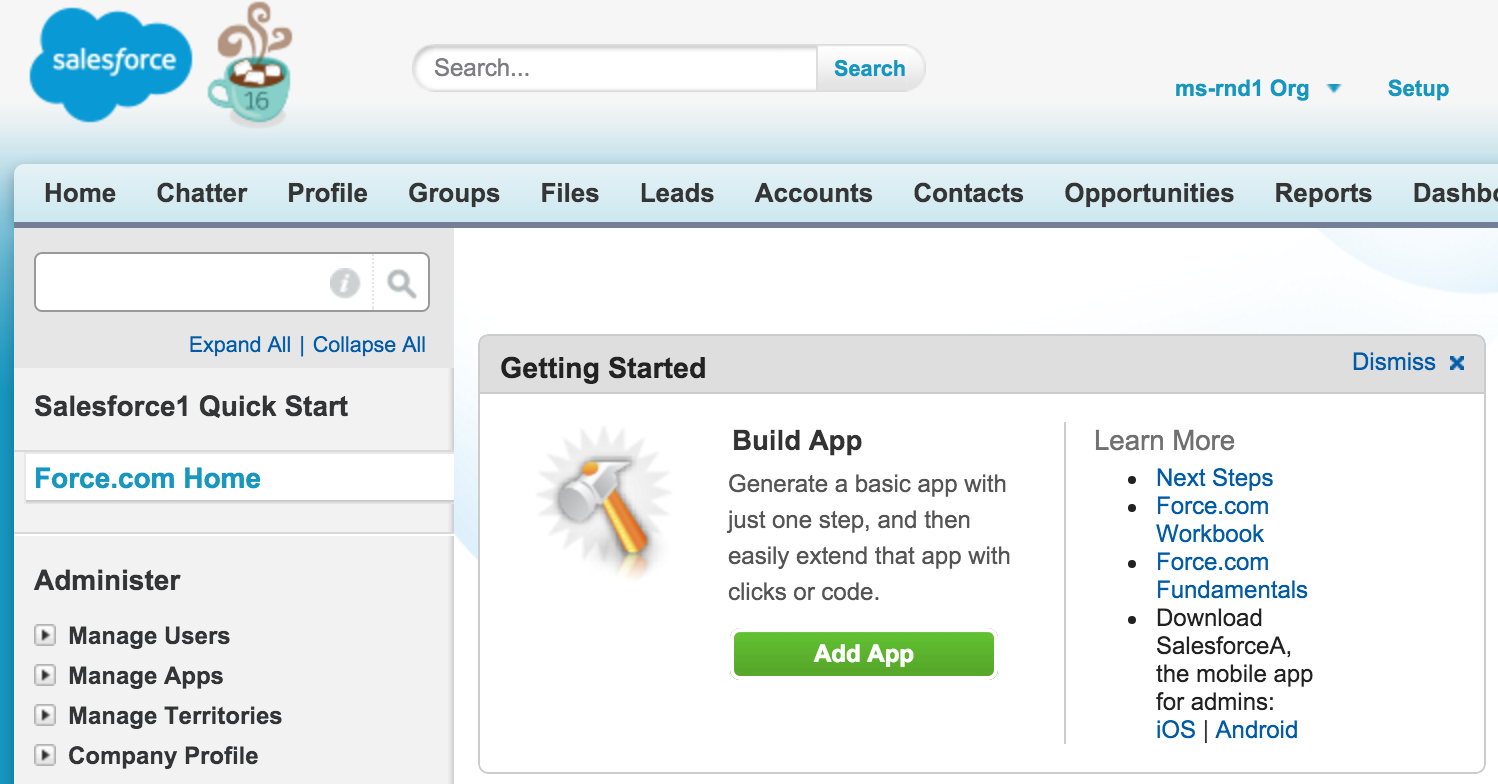 salesforce
16
Search...
Search
ms-rnd1 Org
Setup
Home Chatter Profile Groups Files Leads Accounts Contacts Opportunities Reports Dashbo
Expand All | Collapse All
Salesforce1 Quick Start
Force.com Home
Administer
Manage Users
Manage Apps
Manage Territories
Company Profile
Getting Started
Dismiss
Build App
Generate a basic app with
just one step, and then
easily extend that app with
clicks or code.
Add App
Learn More
Next Steps
Force.com
Workbook
Force.com
Fundamentals
Download
SalesforceA,
the mobile app
for admins:
iOS | Android